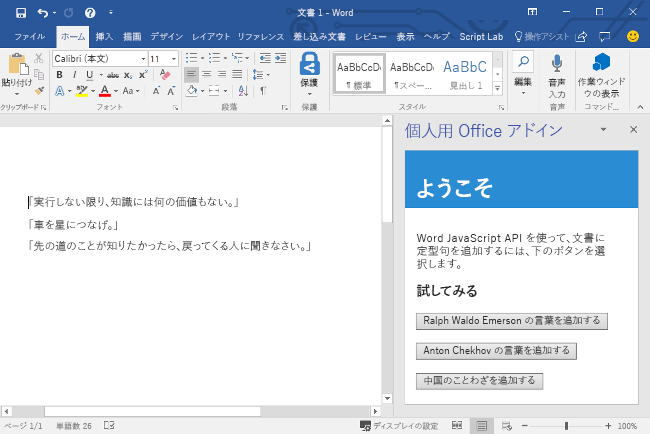 文書 1 - Word
ファイル ホーム 挿入 描画 デザイン レイアウト リファレンス 差し込み文書 レビュー 表示 ヘルプ Script Lab 操作アシスト 共有
貼り付け Calibri (本文) 11 保護 AaBbCcDc AaBbCcDc AaBbC 編集 音声入力 作業ウィンドウの表示
標準 スペー... 見出し 1
クリップボード フォント 段落 保護 スタイル 音声 コマンド...
個人用 Office アドイン
ようこそ
「実行しない限り、知識には何の価値もない。」
「車を星につなげ。」
「先の道のことが知りたかったら、戻ってくる人に聞きなさい。」
Word JavaScript API を使って、文書に
定型句を追加するには、下のボタンを選
択します。
試してみる
Ralph Waldo Emerson の言葉を追加する
Anton Chekhov の言葉を追加する
中国のことわざを追加する
ページ 1/1 単語数 26 ディスプレイの設定 100%